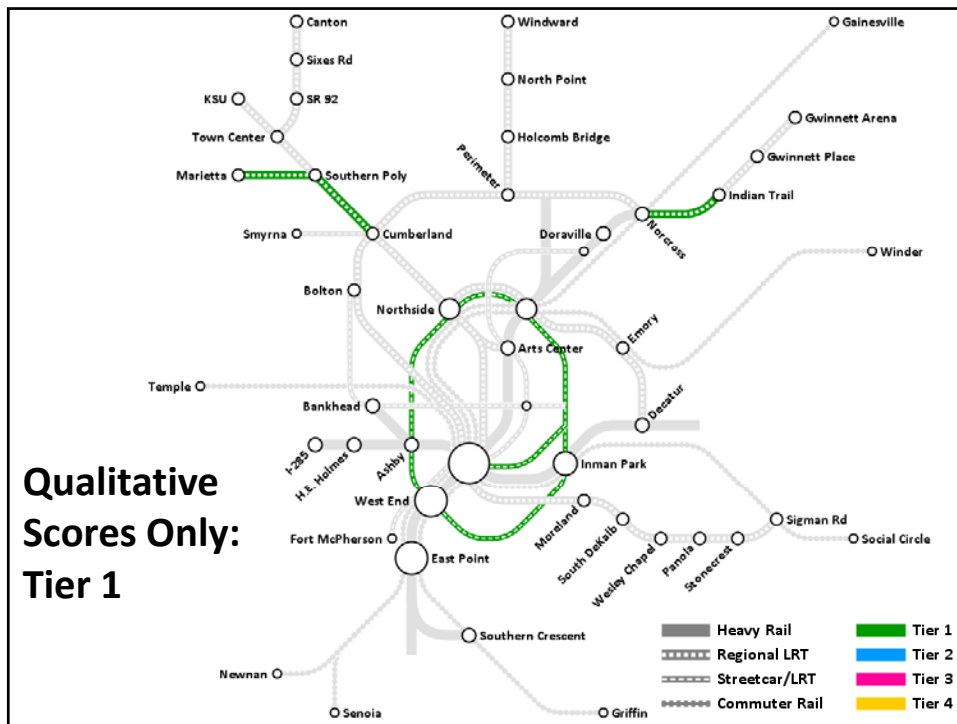 Canton
Windward
Gainesville
Sixes Rd
North Point
KSU
SR 92
Gwinnett Arena
Town Center
Holcomb Bridge
Gwinnett Place
Perimeter
Marietta
Southern Poly
Indian Trail
Norcross
Smyrna
Cumberland
Doraville
Winder
Bolton
Northside
Emory
Arts Center
Temple
Bankhead
Decatur
I-285
H.E. Holmes
Ashby
Inman Park
Qualitative
Scores Only:
Tier 1
West End
Moreland
South DeKalb
Wesley Chapel
Panola
Stonecrest
Sigman Rd
Social Circle
Fort McPherson
East Point
Southern Crescent
Newnan
Senoia
Griffin
Heavy Rail
Tier 1
Regional LRT
Tier 2
Streetcar/LRT
Tier 3
Commuter Rail
Tier 4